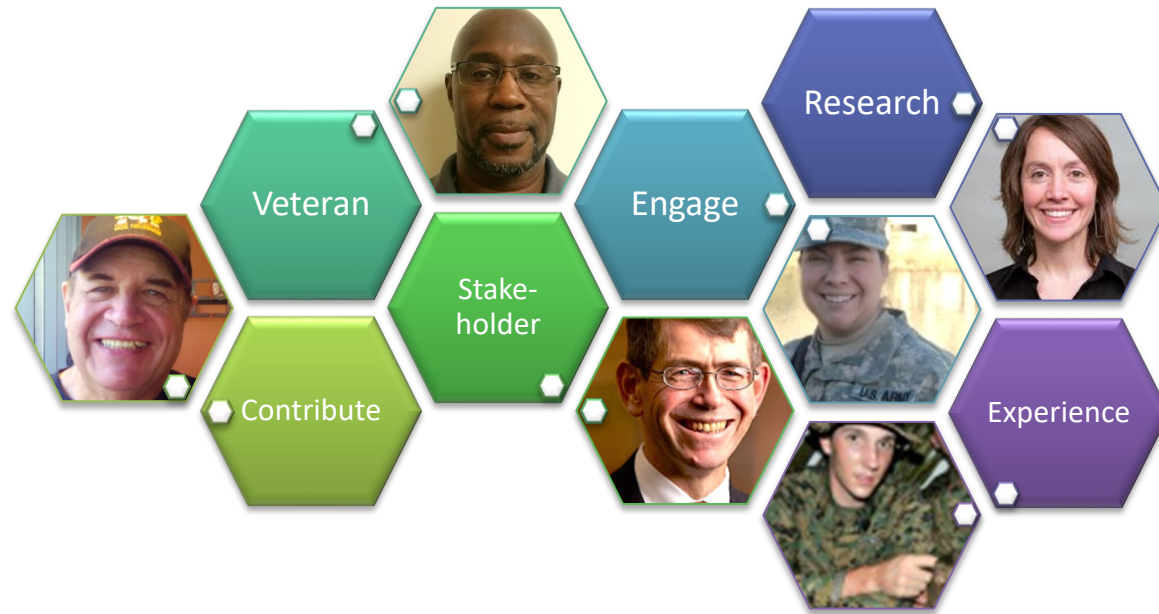 Research
Veteran
Engage
Stake-
holder
Contribute
Experience
U.S. ARMY